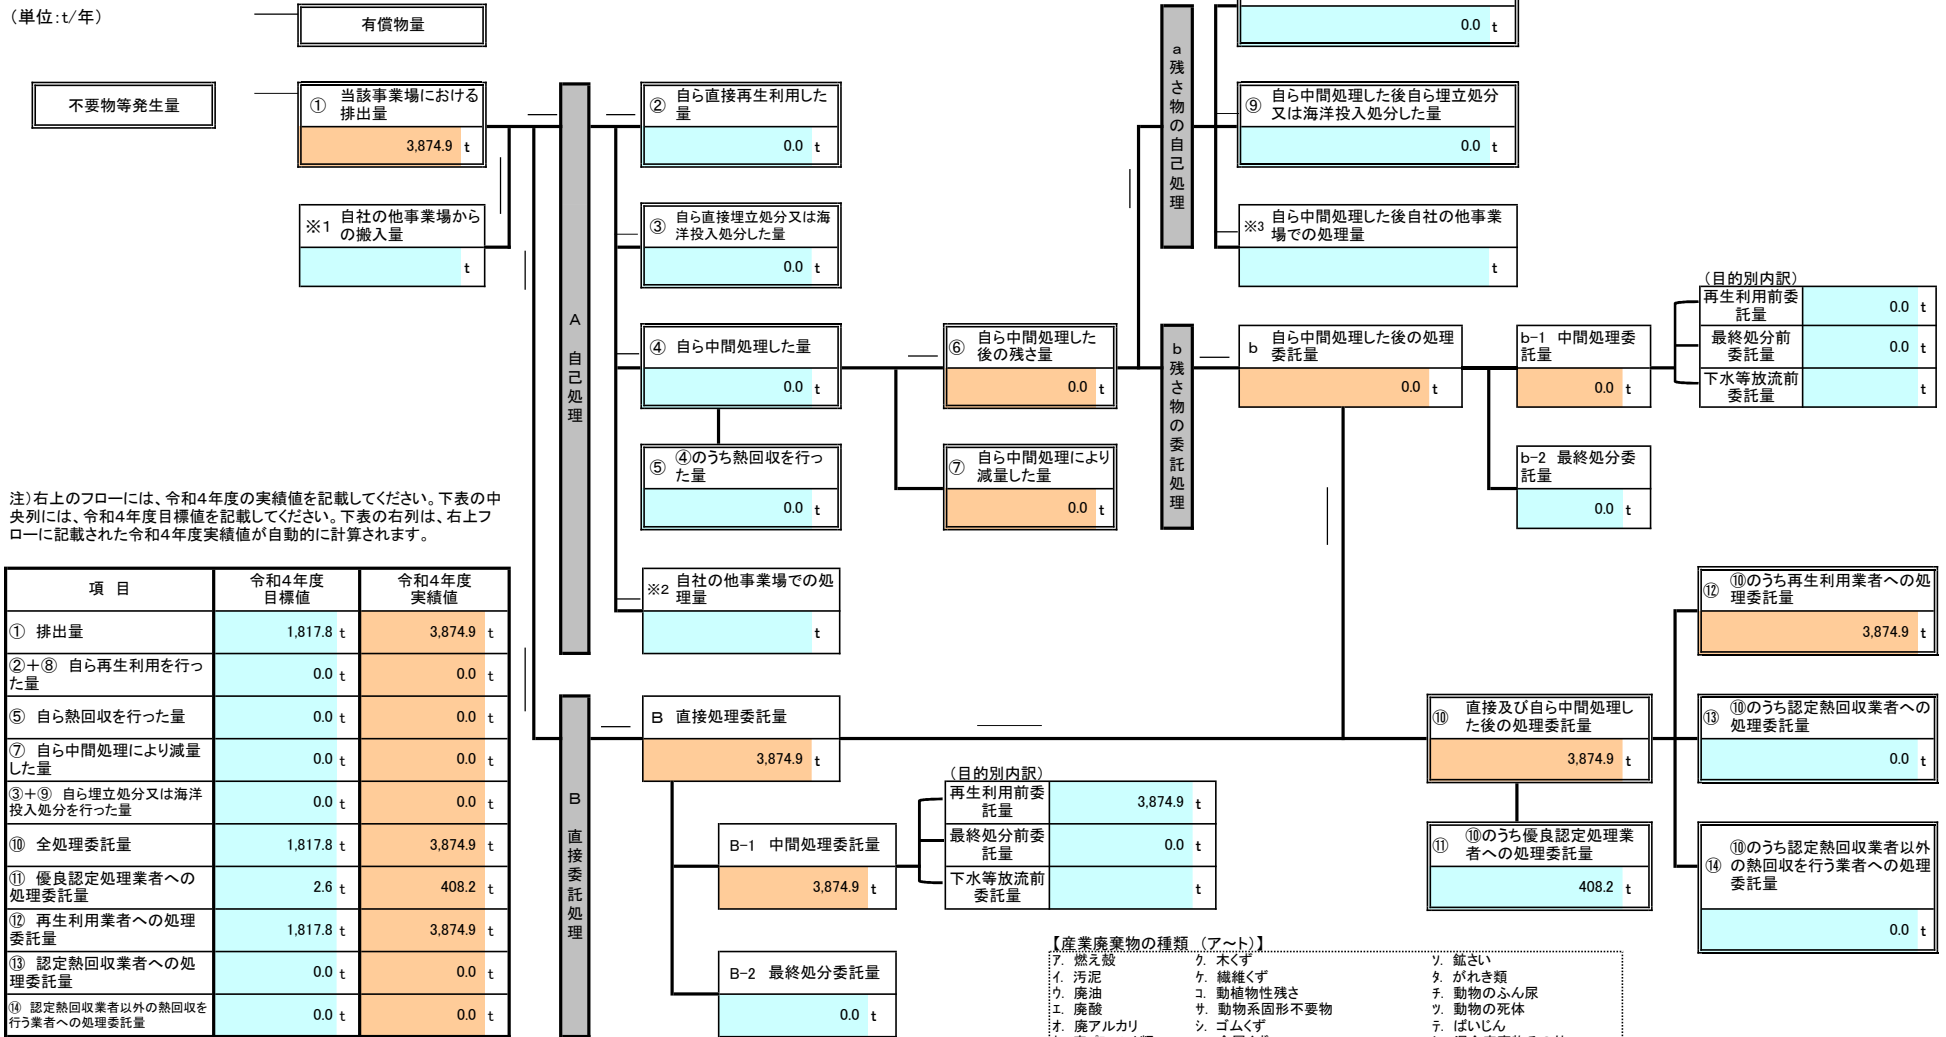 (単位:t/年)
有償物量
不要物等発生量
① 当該事業場における
排出量
3,874.9 t
※1 自社の他事業場から
の搬入量
t
A
自己処理
② 自ら直接再生利用した
量
0.0 t
③ 自ら直接埋立処分又は海
洋投入処分した量
0.0 t
④ 自ら中間処理した量
0.0 t
⑤ ④のうち熱回収を行っ
た量
0.0 t
※2 自社の他事業場での処
理量
t
⑥ 自ら中間処理した
後の残さ量
0.0 t
⑦ 自ら中間処理により
減量した量
0.0 t
a
残さ物の自己処理
0.0 t
⑨ 自ら中間処理した後自ら埋立処分
又は海洋投入処分した量
0.0 t
※3 自ら中間処理した後自社の他事業
場での処理量
t
b
残さ物の委託処理
b 自ら中間処理した後の処理
委託量
0.0 t
b-1 中間処理委
託量
0.0 t
(目的別内訳)
再生利用前委
託量
0.0 t
最終処分前
委託量
0.0 t
下水等放流前
委託量
t
b-2 最終処分委
託量
0.0 t
注)右上のフローには、令和4年度の実績値を記載してください。下表の中
央列には、令和4年度目標値を記載してください。下表の右列は、右上フ
ローに記載された令和4年度実績値が自動的に計算されます。
項 目
令和4年度
目標値
令和4年度
実績値
① 排出量
1,817.8 t 3,874.9 t
②+⑧ 自ら再生利用を行っ
た量
0.0 t 0.0 t
⑤ 自ら熱回収を行った量
0.0 t 0.0 t
⑦ 自ら中間処理により減量
した量
0.0 t 0.0 t
③+⑨ 自ら埋立処分又は海洋
投入処分を行った量
0.0 t 0.0 t
⑩ 全処理委託量
1,817.8 t 3,874.9 t
⑪ 優良認定処理業者への
処理委託量
2.6 t 408.2 t
⑫ 再生利用業者への処理
委託量
1,817.8 t 3,874.9 t
⑬ 認定熱回収業者への処
理委託量
0.0 t 0.0 t
⑭ 認定熱回収業者以外の熱回収を
行う業者への処理委託量
0.0 t 0.0 t
B
直接委託処理
B 直接処理委託量
3,874.9 t
B-1 中間処理委託量
3,874.9 t
(目的別内訳)
再生利用前委
託量
3,874.9 t
最終処分前委
託量
0.0 t
下水等放流前
委託量
t
B-2 最終処分委託量
0.0 t
⑩ 直接及び自ら中間処理し
た後の処理委託量
3,874.9 t
⑪ ⑩のうち優良認定処理業
者への処理委託量
408.2 t
⑫ ⑩のうち再生利用業者への処
理委託量
3,874.9 t
⑬ ⑩のうち認定熱回収業者への
処理委託量
0.0 t
⑭ ⑩のうち認定熱回収業者以外
の熱回収を行う業者への処理
委託量
0.0 t
【産業廃棄物の種類 (ア～ト)】
ア. 燃え殻 ク. 木くず ソ. 鉱さい
イ. 汚泥 ケ. 繊維くず タ. がれき類
ウ. 廃油 コ. 動植物性残さ チ. 動物のふん尿
エ. 廃酸 サ. 動物系固形不要物 ツ. 動物の死体
オ. 廃アルカリ シ. ゴムくず テ. ばいじん